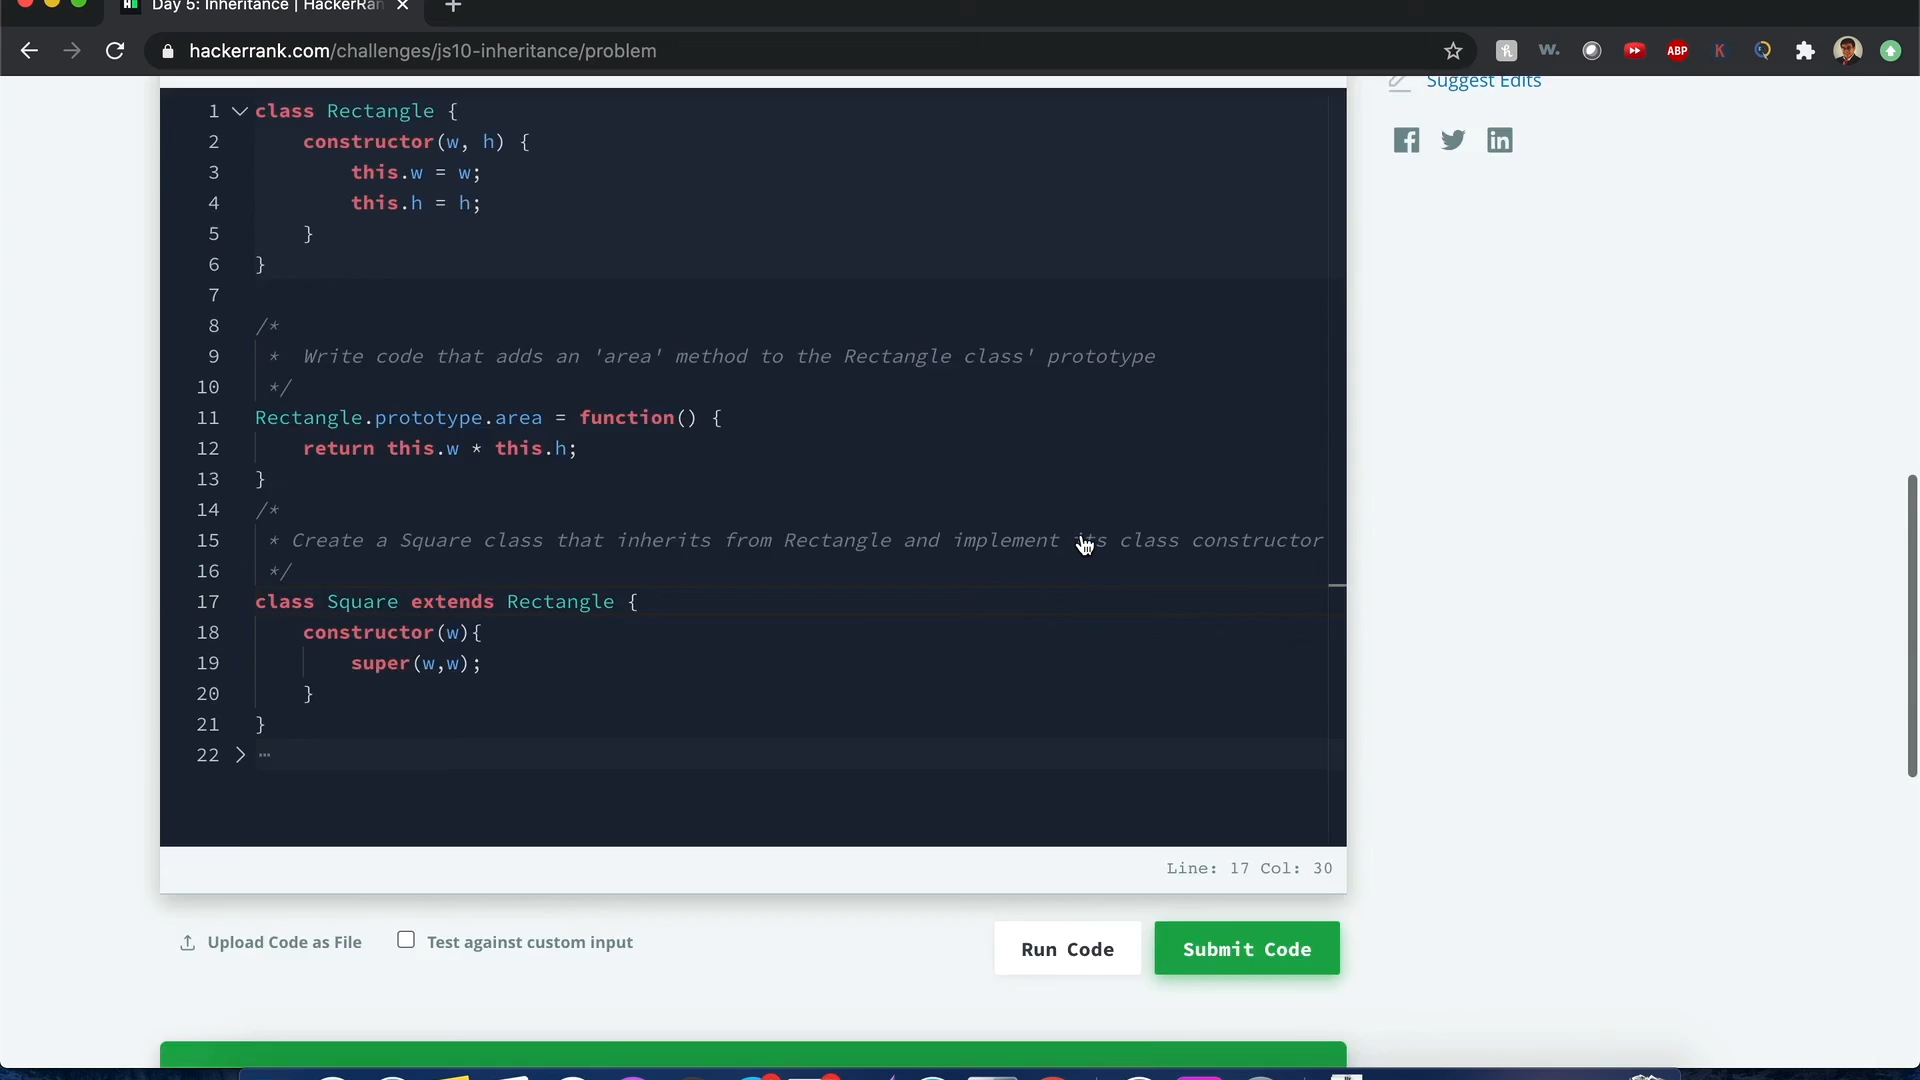 Day 5: Inheritance | HackerRan
hackerrank.com/challenges/js10-inheritance/problem
h
w.
ABP
K
Suggest Edits
1 class Rectangle {
2 constructor(w, h) {
3 this.w = w;
4 this.h = h;
5 }
6 }
7
8 /*
9 * Write code that adds an 'area' method to the Rectangle class' prototype
10 */
11 Rectangle.prototype.area = function() {
12 return this.w * this.h;
13 }
14 /*
15 * Create a Square class that inherits from Rectangle and implement its class constructor
16 */
17 class Square extends Rectangle {
18 constructor(w){
19 super(w,w);
20 }
21 }
22 …
Line: 17 Col: 30
Upload Code as File
Test against custom input
Run Code
Submit Code